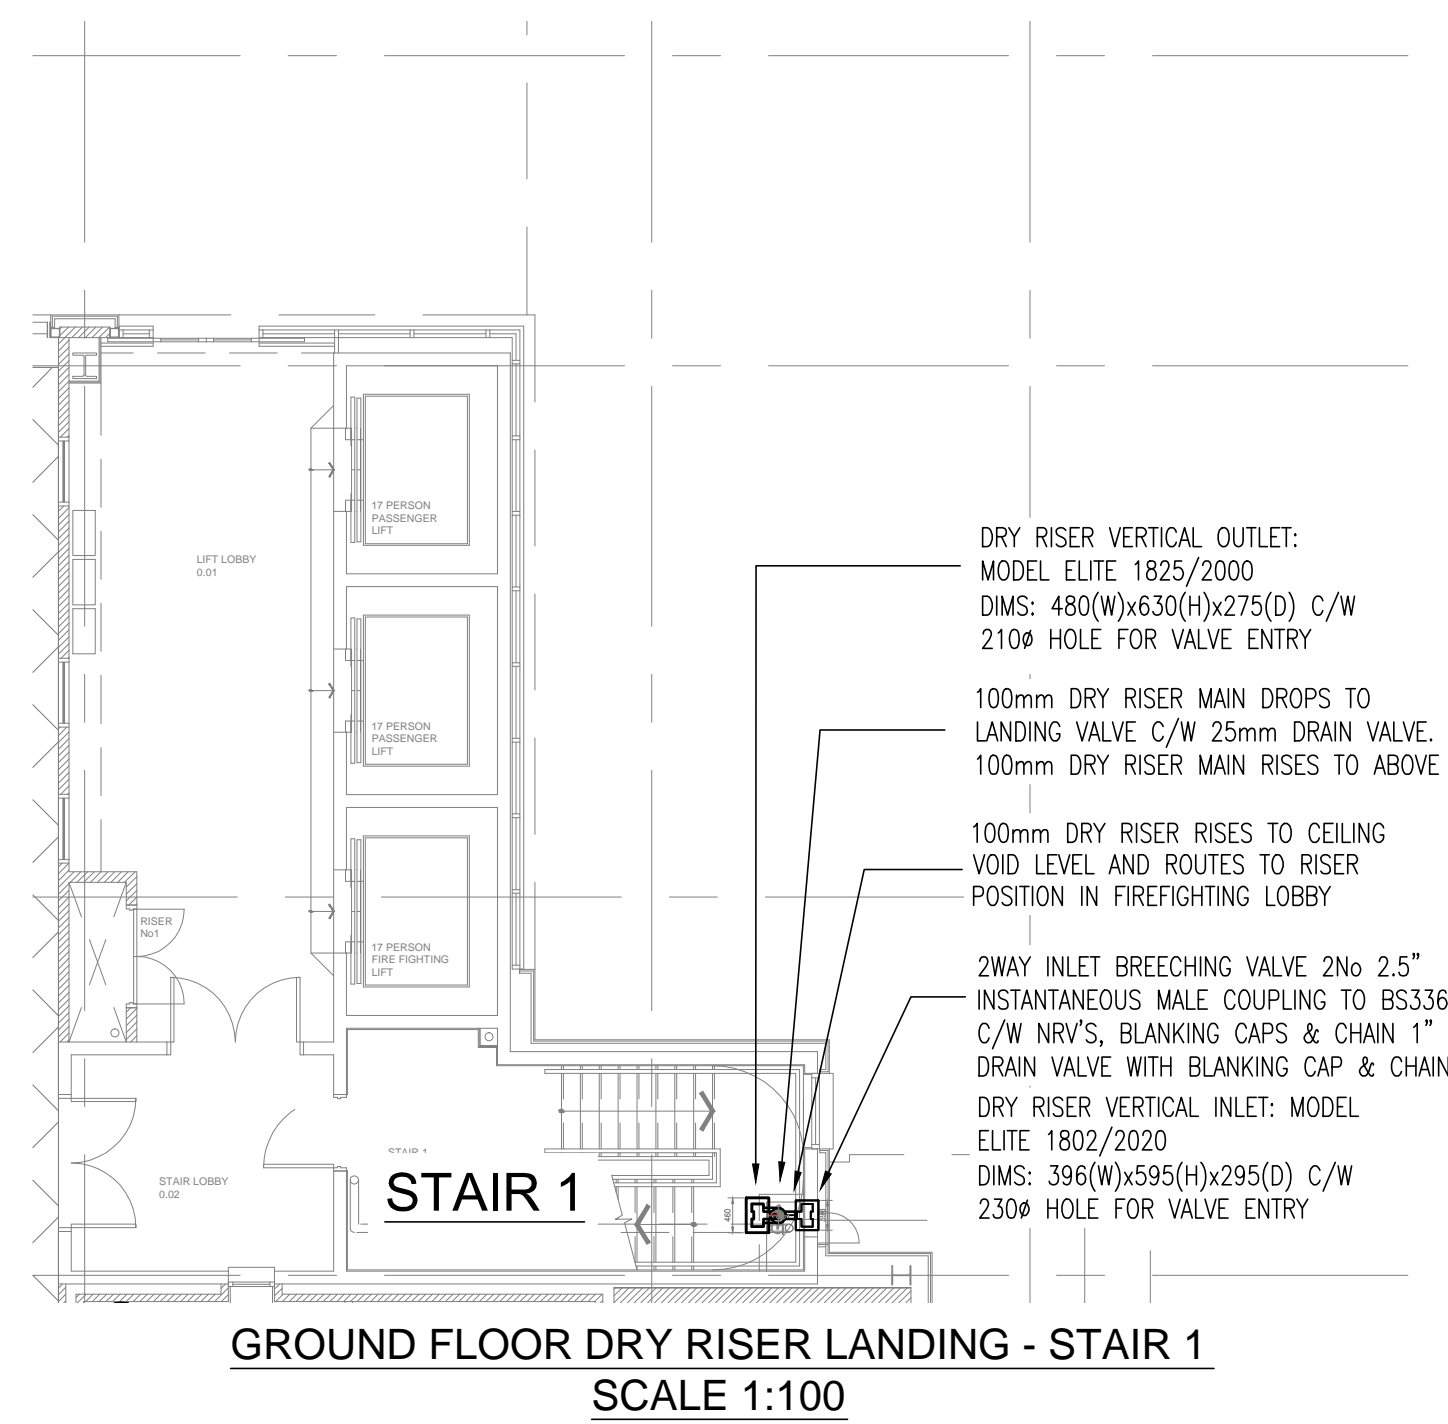 17 PERSON
PASSENGER
LIFT
LIFT LOBBY
0.01
DRY RISER VERTICAL OUTLET:
MODEL ELITE 1825/2000
DIMS: 480(W)x630(H)x275(D) C/W
210ø HOLE FOR VALVE ENTRY
17 PERSON
PASSENGER
LIFT
100mm DRY RISER MAIN DROPS TO
LANDING VALVE C/W 25mm DRAIN VALVE.
100mm DRY RISER MAIN RISES TO ABOVE
100mm DRY RISER RISES TO CEILING
VOID LEVEL AND ROUTES TO RISER
POSITION IN FIREFIGHTING LOBBY
RISER
No1
17 PERSON
FIRE FIGHTING
LIFT
2WAY INLET BREECHING VALVE 2No 2.5"
INSTANTANEOUS MALE COUPLING TO BS336
C/W NRV'S, BLANKING CAPS & CHAIN 1"
DRAIN VALVE WITH BLANKING CAP & CHAIN
DRY RISER VERTICAL INLET: MODEL
ELITE 1802/2020
DIMS: 396(W)x595(H)x295(D) C/W
230ø HOLE FOR VALVE ENTRY
STAIR 1
STAIR LOBBY
0.02
STAIR 1
460
GROUND FLOOR DRY RISER LANDING - STAIR 1
SCALE 1:100